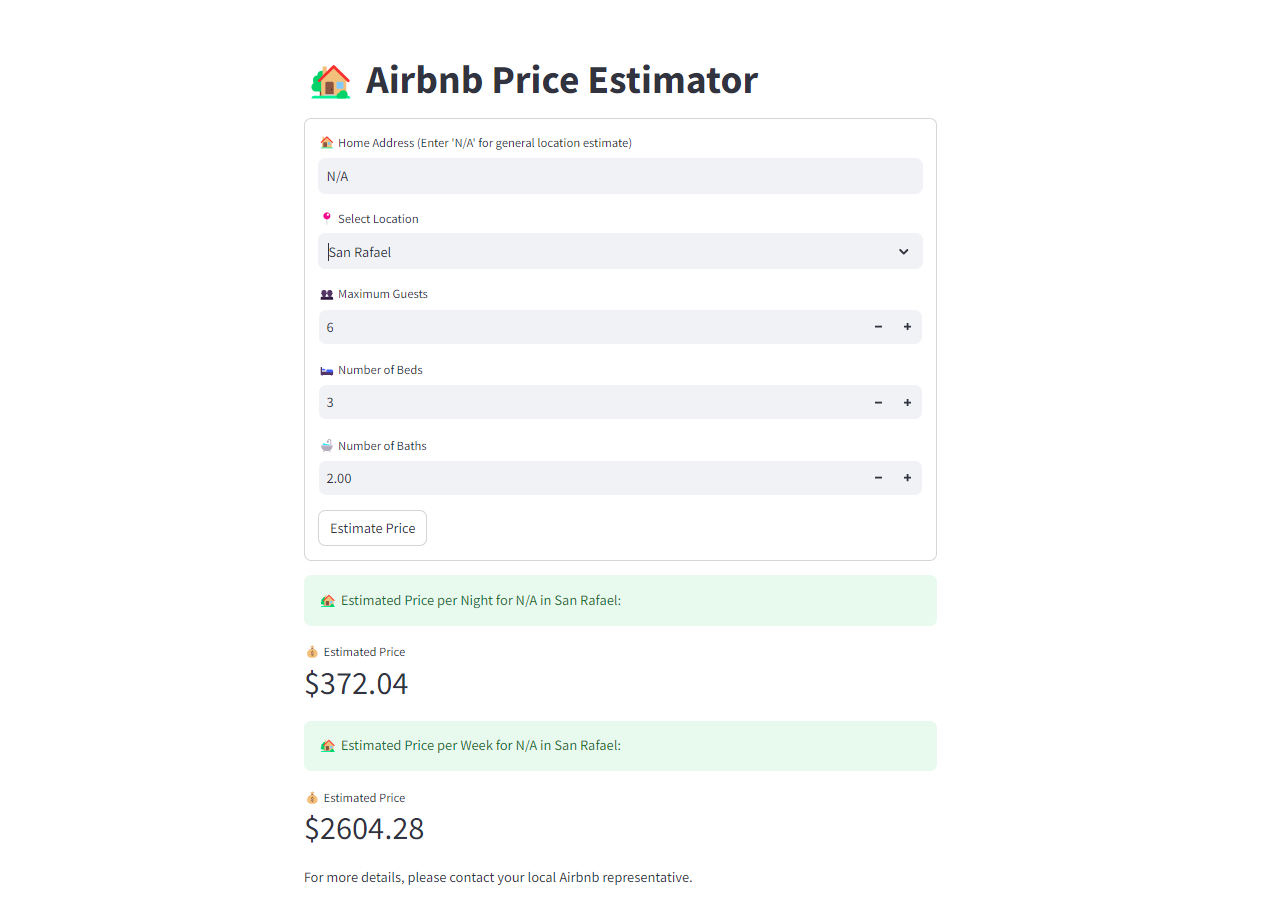 Airbnb Price Estimator
Home Address (Enter 'N/A' for general location estimate)
N/A
Select Location
San Rafael
Maximum Guests
6
Number of Beds
3
Number of Baths
2.00
Estimate Price
Estimated Price per Night for N/A in San Rafael:
Estimated Price
$372.04
Estimated Price per Week for N/A in San Rafael:
Estimated Price
$2604.28
For more details, please contact your local Airbnb representative.